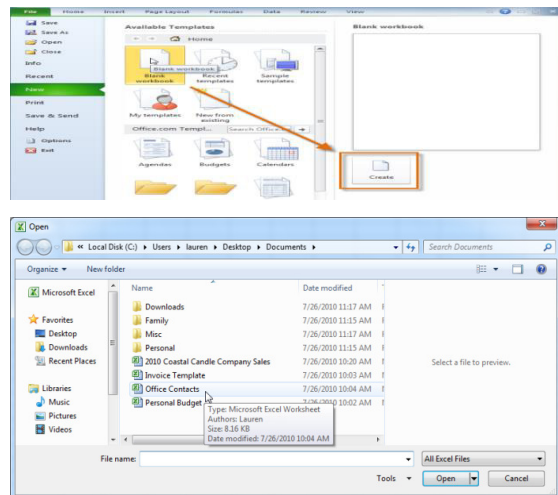 File Home Insert Page Layout Formulas Data Review View
Save
Save As
Open
Close
Info
Recent
New
Print
Save & Send
Help
Options
Exit
Available Templates
Home
Blank workbook
Blank workbook
Recent templates
Sample templates
My templates
New from existing
Office.com Templ... Search Office
Agendas
Budgets
Calendars
Blank workbook
Create
Open
« Local Disk (C:) ▸ Users ▸ lauren ▸ Desktop ▸ Documents ▸
Search Documents
Organize ▾ New folder
Microsoft Excel
Favorites
Desktop
Downloads
Recent Places
Libraries
Music
Pictures
Videos
Name Date modified
Downloads 7/26/2010 11:17 AM
Family 7/26/2010 11:15 AM
Misc 7/26/2010 11:17 AM
Personal 7/26/2010 11:15 AM
2010 Coastal Candle Company Sales 7/26/2010 10:20 AM
Invoice Template 7/26/2010 10:03 AM
Office Contacts 7/26/2010 10:04 AM
Personal Budget 7/26/2010 10:02 AM
Type: Microsoft Excel Worksheet
Authors: Lauren
Size: 8.16 KB
Date modified: 7/26/2010 10:04 AM
Select a file to preview.
File name:
All Excel Files
Tools ▾ Open Cancel